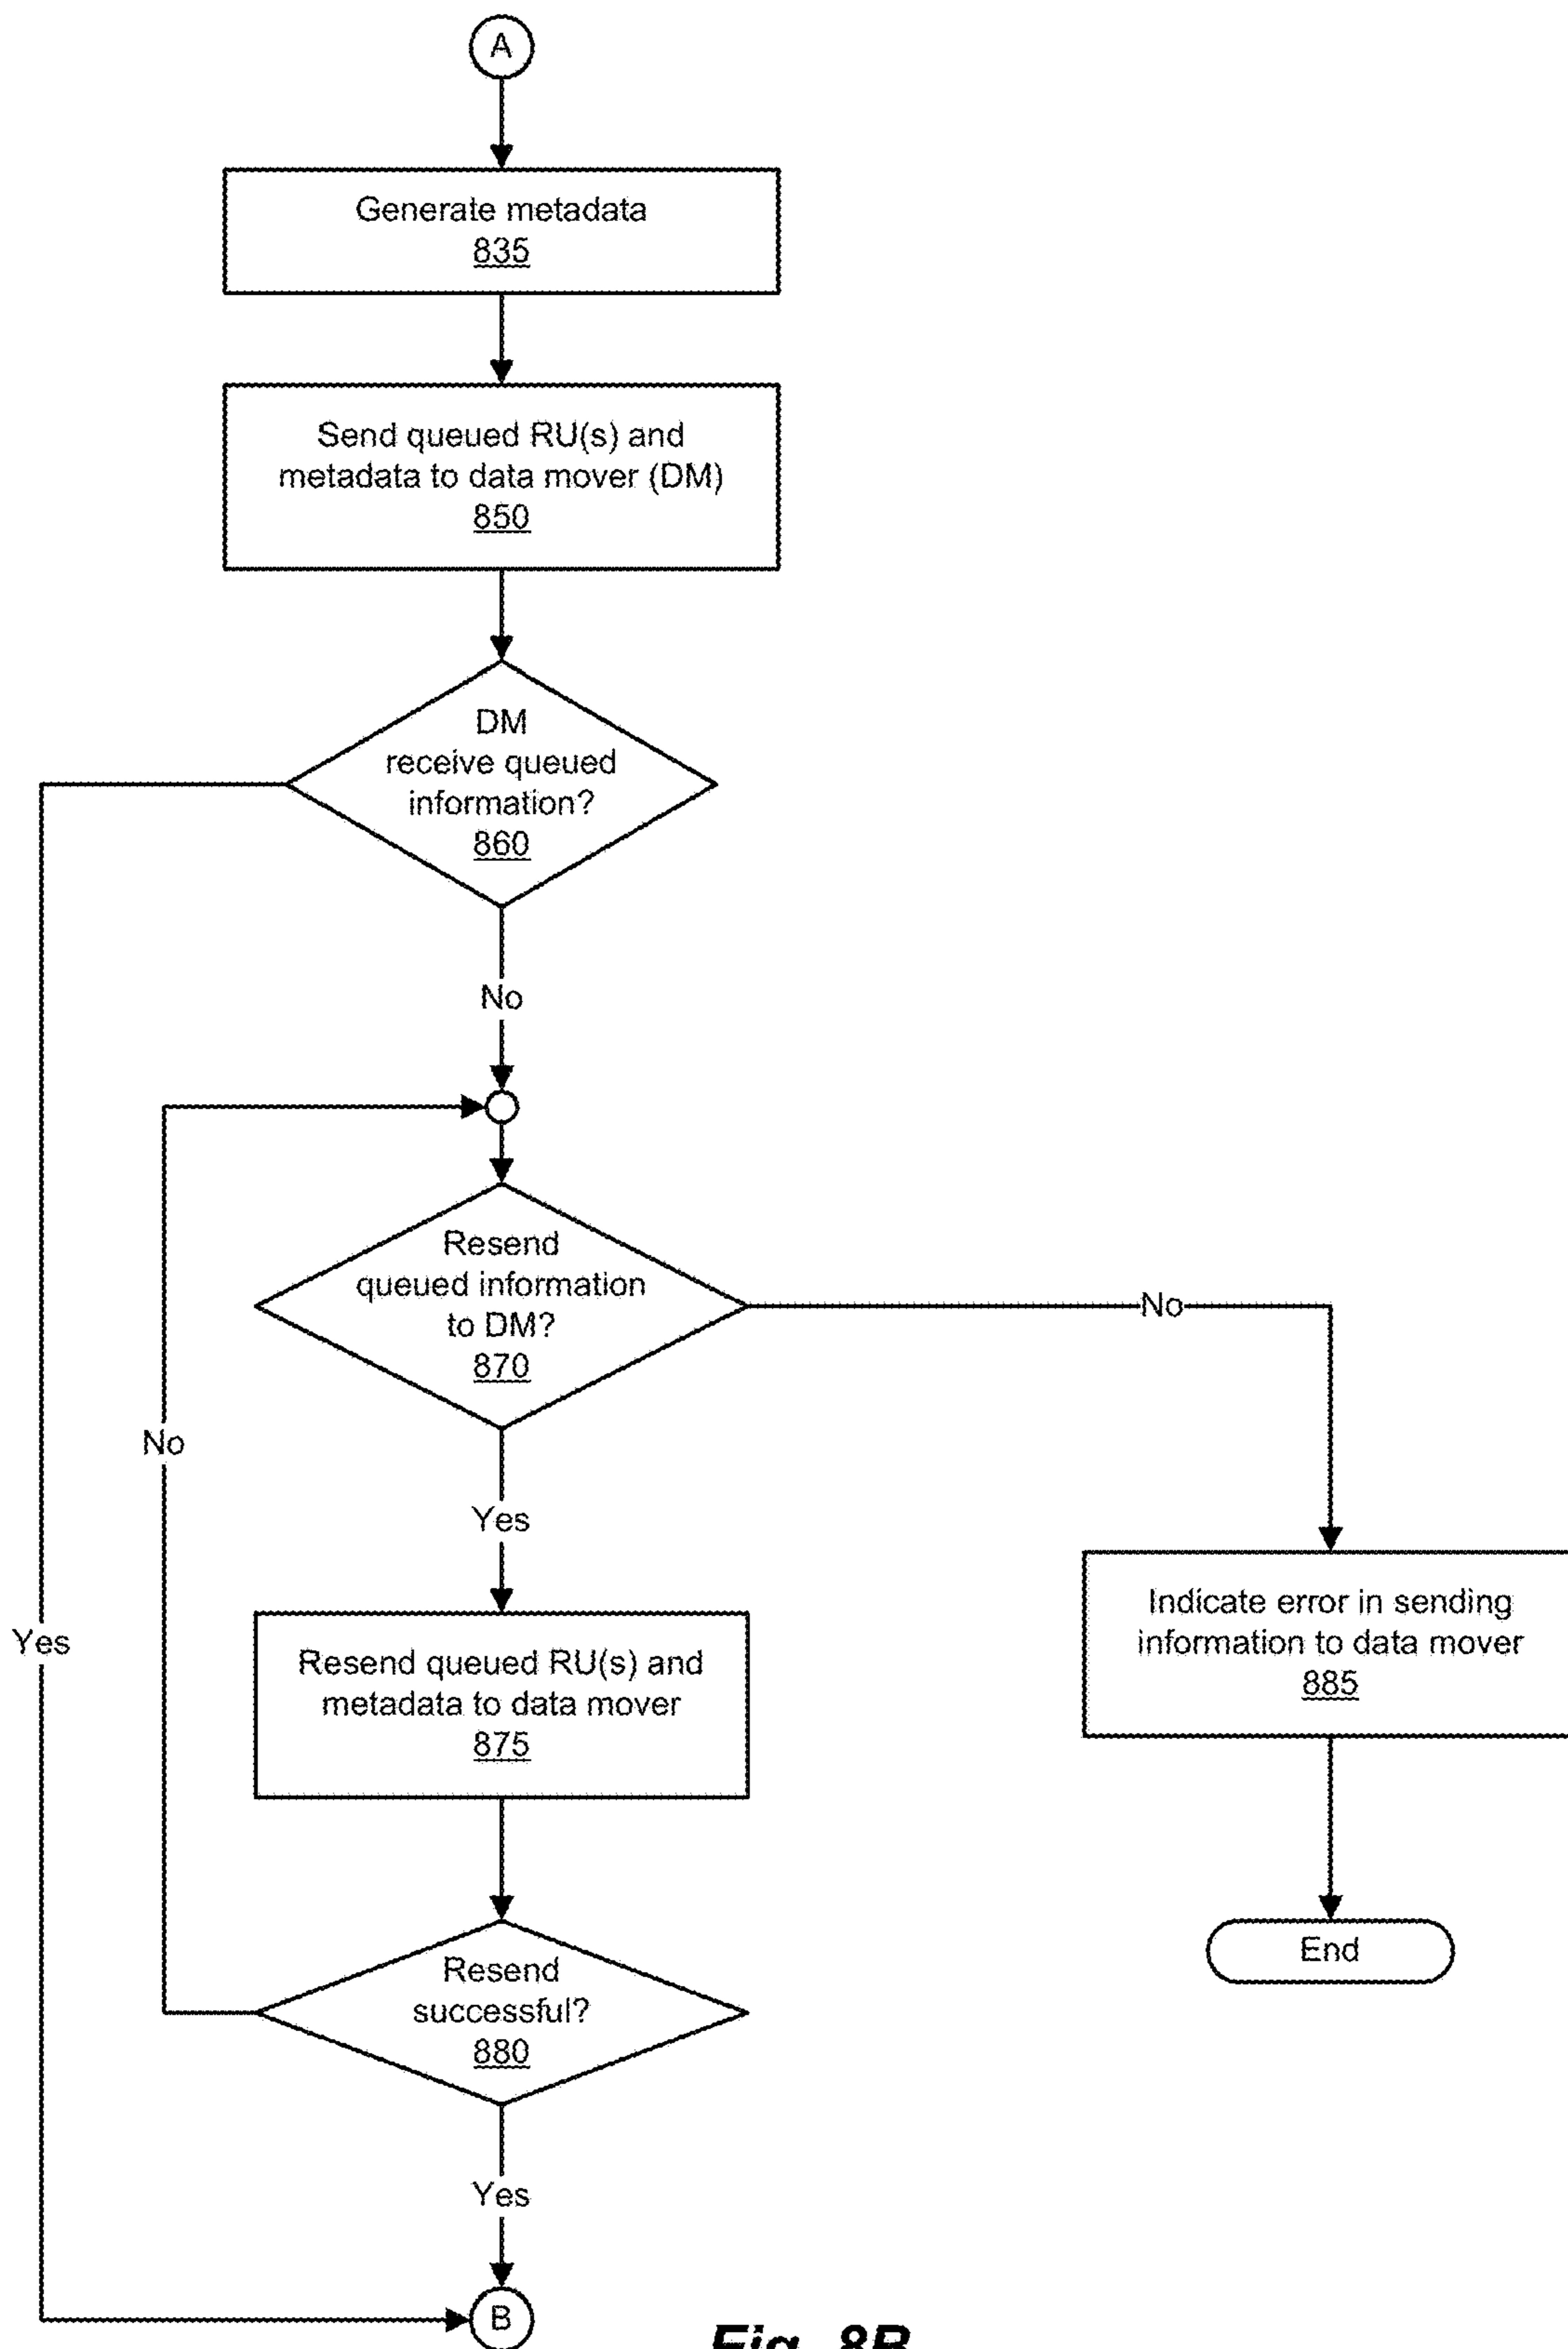 A
Generate metadata
835
Send queued RU(s) and
metadata to data mover (DM)
850
DM
receive queued
information?
860
No
Resend
queued information
to DM?
870
No
No
Yes
Yes
Resend queued RU(s) and
metadata to data mover
875
Indicate error in sending
information to data mover
885
Resend
successful?
880
End
Yes
B
Fig. 8B